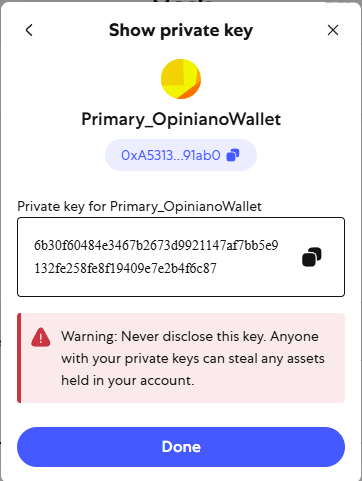 Show private key
Primary_OpinianoWallet
0xA5313...91ab0
Private key for Primary_OpinianoWallet
6b30f60484e3467b2673d9921147af7bb5e9
132fe258fe8f19409e7e2b4f6c87
Warning: Never disclose this key. Anyone
with your private keys can steal any assets
held in your account.
Done